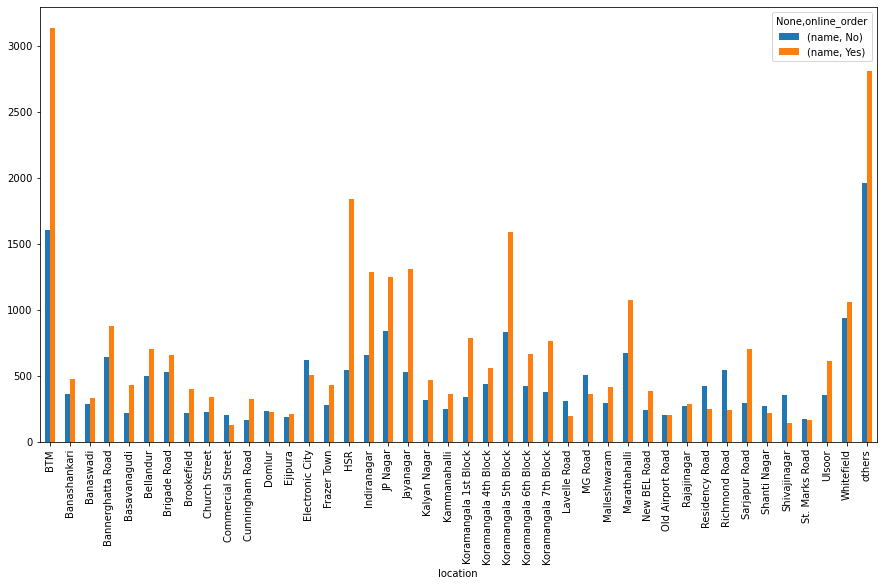 None,online_order
(name, No)
(name, Yes)
3000
2500
2000
1500
1000
500
0
BTM
Banashankari
Banaswadi
Bannerghatta Road
Basavanagudi
Bellandur
Brigade Road
Brookefield
Church Street
Commercial Street
Cunningham Road
Domlur
Ejipura
Electronic City
Frazer Town
HSR
Indiranagar
JP Nagar
Jayanagar
Kalyan Nagar
Kammanahalli
Koramangala 1st Block
Koramangala 4th Block
Koramangala 5th Block
Koramangala 6th Block
Koramangala 7th Block
Lavelle Road
MG Road
Malleshwaram
Marathahalli
New BEL Road
Old Airport Road
Rajajinagar
Residency Road
Richmond Road
Sarjapur Road
Shanti Nagar
Shivajinagar
St. Marks Road
Ulsoor
Whitefield
others
location